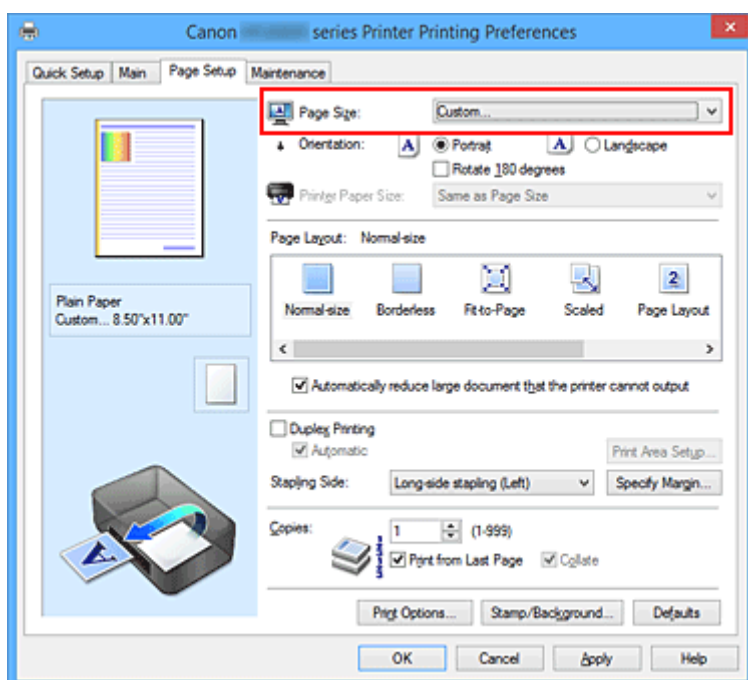 Canon series Printer Printing Preferences
Quick Setup Main Page Setup Maintenance
Page Size: Custom...
Orientation: A Portrait A Landscape
Rotate 180 degrees
Printer Paper Size: Same as Page Size
Page Layout: Normal-size
2
Normal-size Borderless Fit-to-Page Scaled Page Layout
Plain Paper
Custom... 8.50"x11.00"
Automatically reduce large document that the printer cannot output
Duplex Printing
Automatic Print Area Setup...
Stapling Side: Long-side stapling (Left) Specify Margin...
Copies: 1 (1-999)
Print from Last Page Collate
A
Print Options... Stamp/Background... Defaults
OK Cancel Apply Help